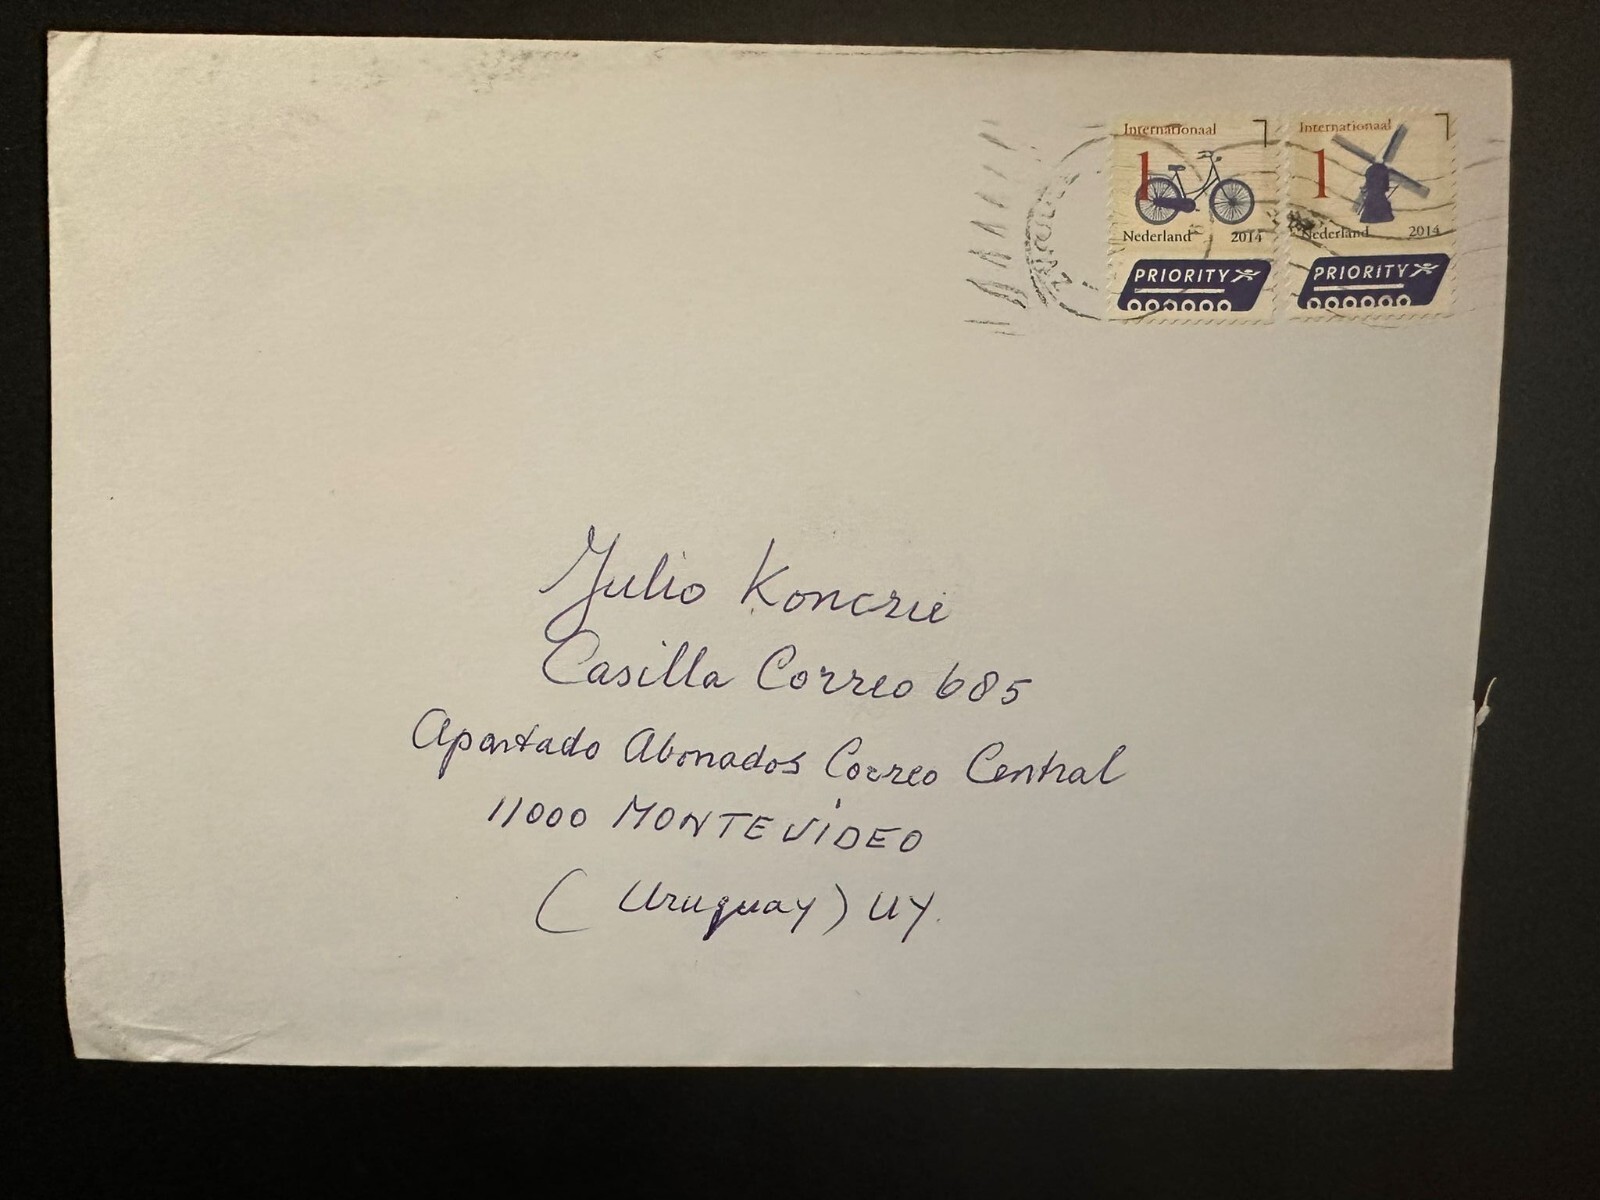 Internationaal
1
Nederland 2014
PRIORITY
Internationaal
1
Nederland 2014
PRIORITY
Julio Koncrie
Casilla Correo 685
Apartado Abonados Correo Central
11000 MONTEVIDEO
(Uruguay) UY.